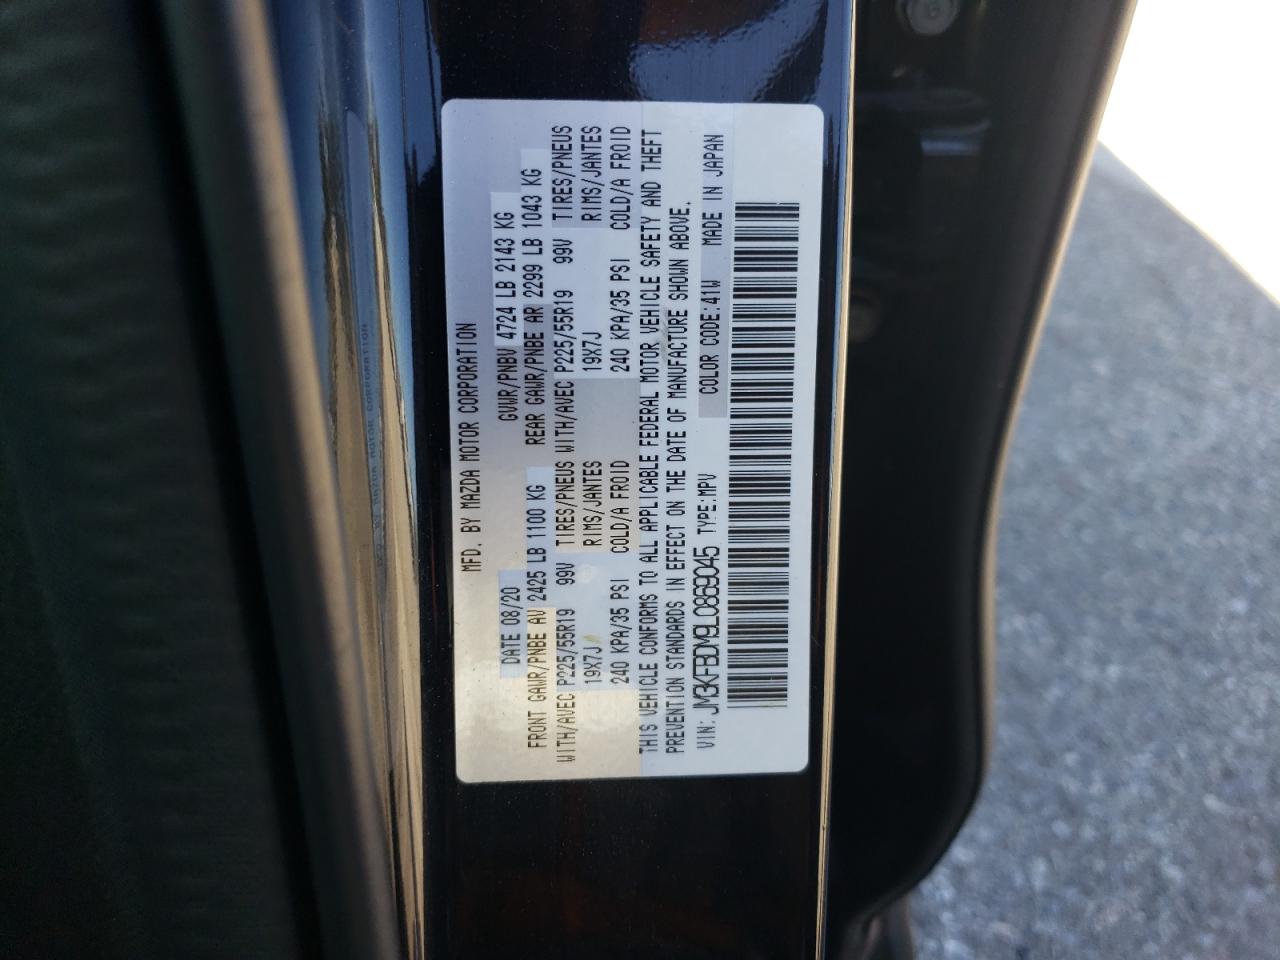 MFD. BY MAZDA MOTOR CORPORATION
DATE 08/20 GVWR/PNBV 4724 LB 2143 KG
FRONT GAWR/PNBE AV 2425 LB 1100 KG REAR GAWR/PNBE AR 2299 LB 1043 KG
WITH/AVEC P225/55R19 99V TIRES/PNEUS WITH/AVEC P225/55R19 99V TIRES/PNEUS
19X7J RIMS/JANTES 19X7J RIMS/JANTES
240 KPA/35 PSI COLD/A FROID 240 KPA/35 PSI COLD/A FROID
THIS VEHICLE CONFORMS TO ALL APPLICABLE FEDERAL MOTOR VEHICLE SAFETY AND THEFT
PREVENTION STANDARDS IN EFFECT ON THE DATE OF MANUFACTURE SHOWN ABOVE.
VIN: JM3KFBDM9L0869045 TYPE:MPV COLOR CODE:41W MADE IN JAPAN